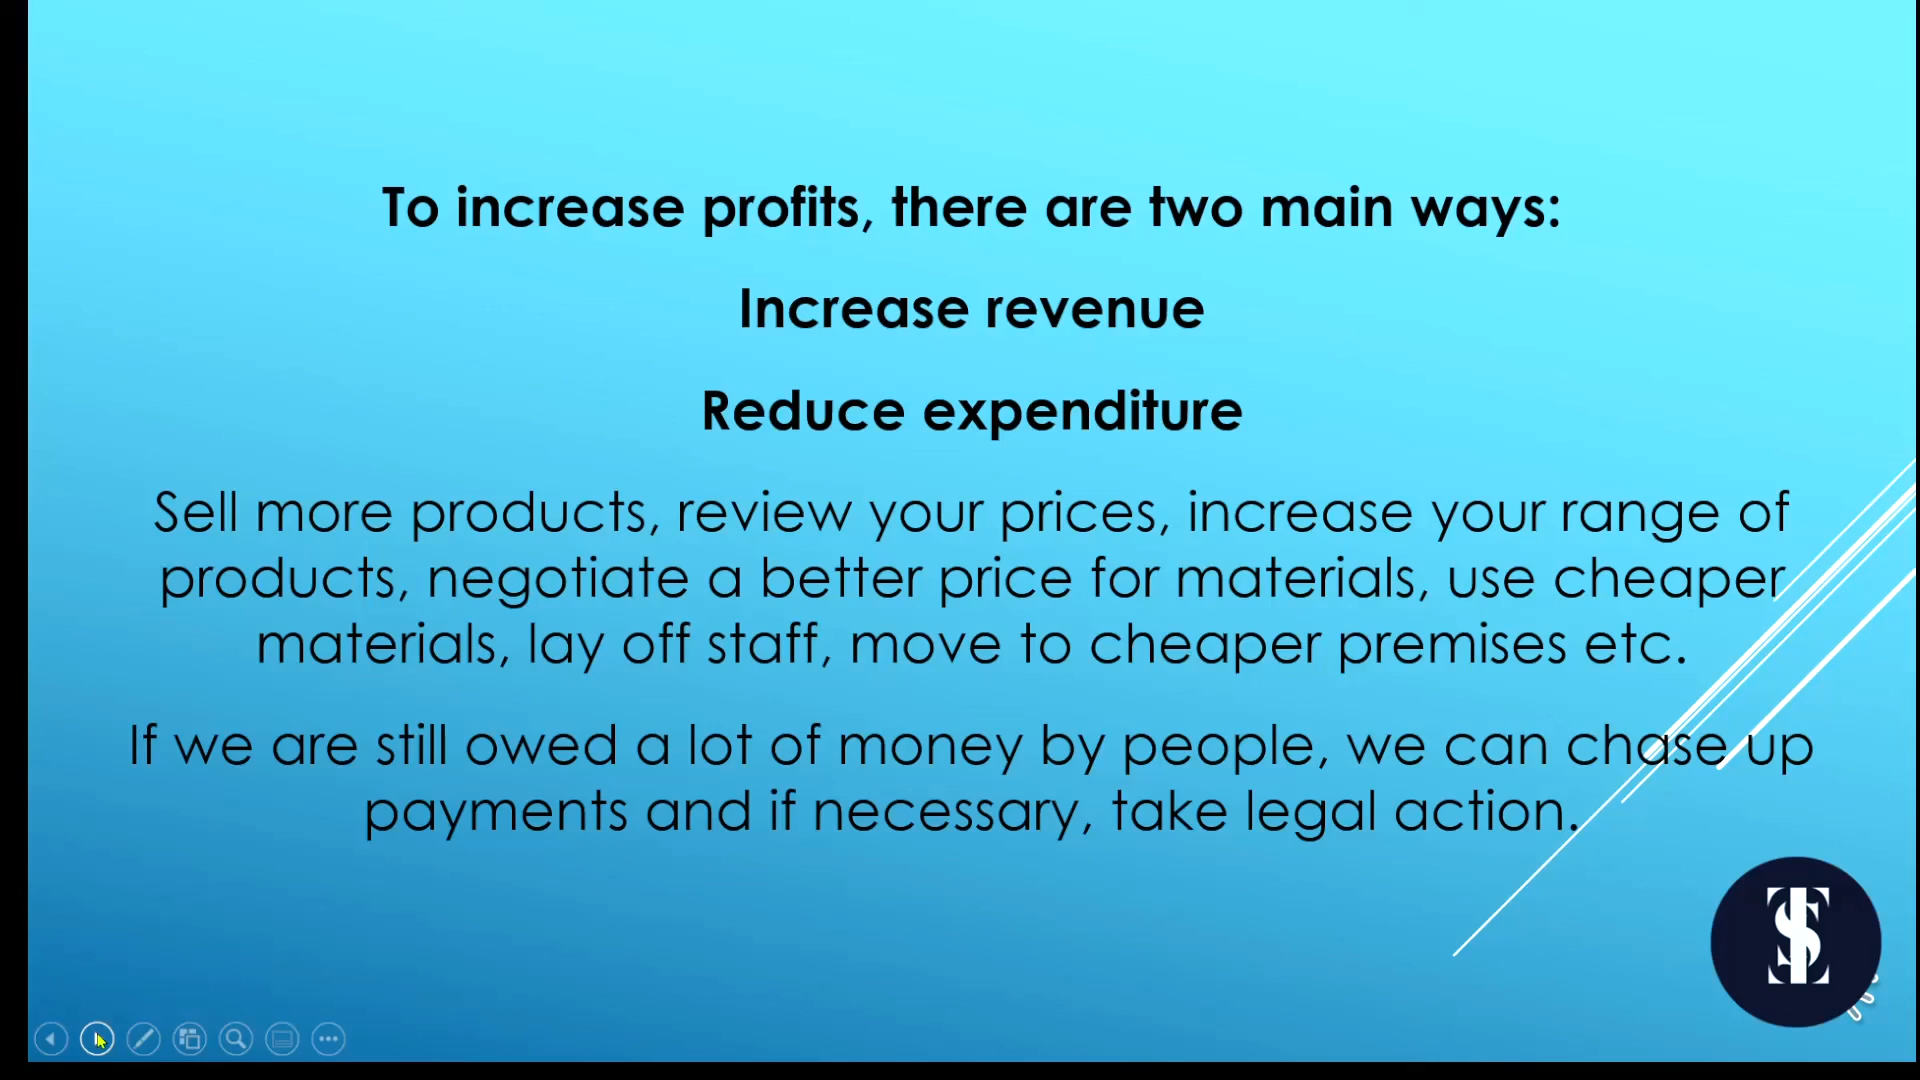 To increase profits, there are two main ways:
Increase revenue
Reduce expenditure
Sell more products, review your prices, increase your range of
products, negotiate a better price for materials, use cheaper
materials, lay off staff, move to cheaper premises etc.
If we are still owed a lot of money by people, we can chase up
payments and if necessary, take legal action.